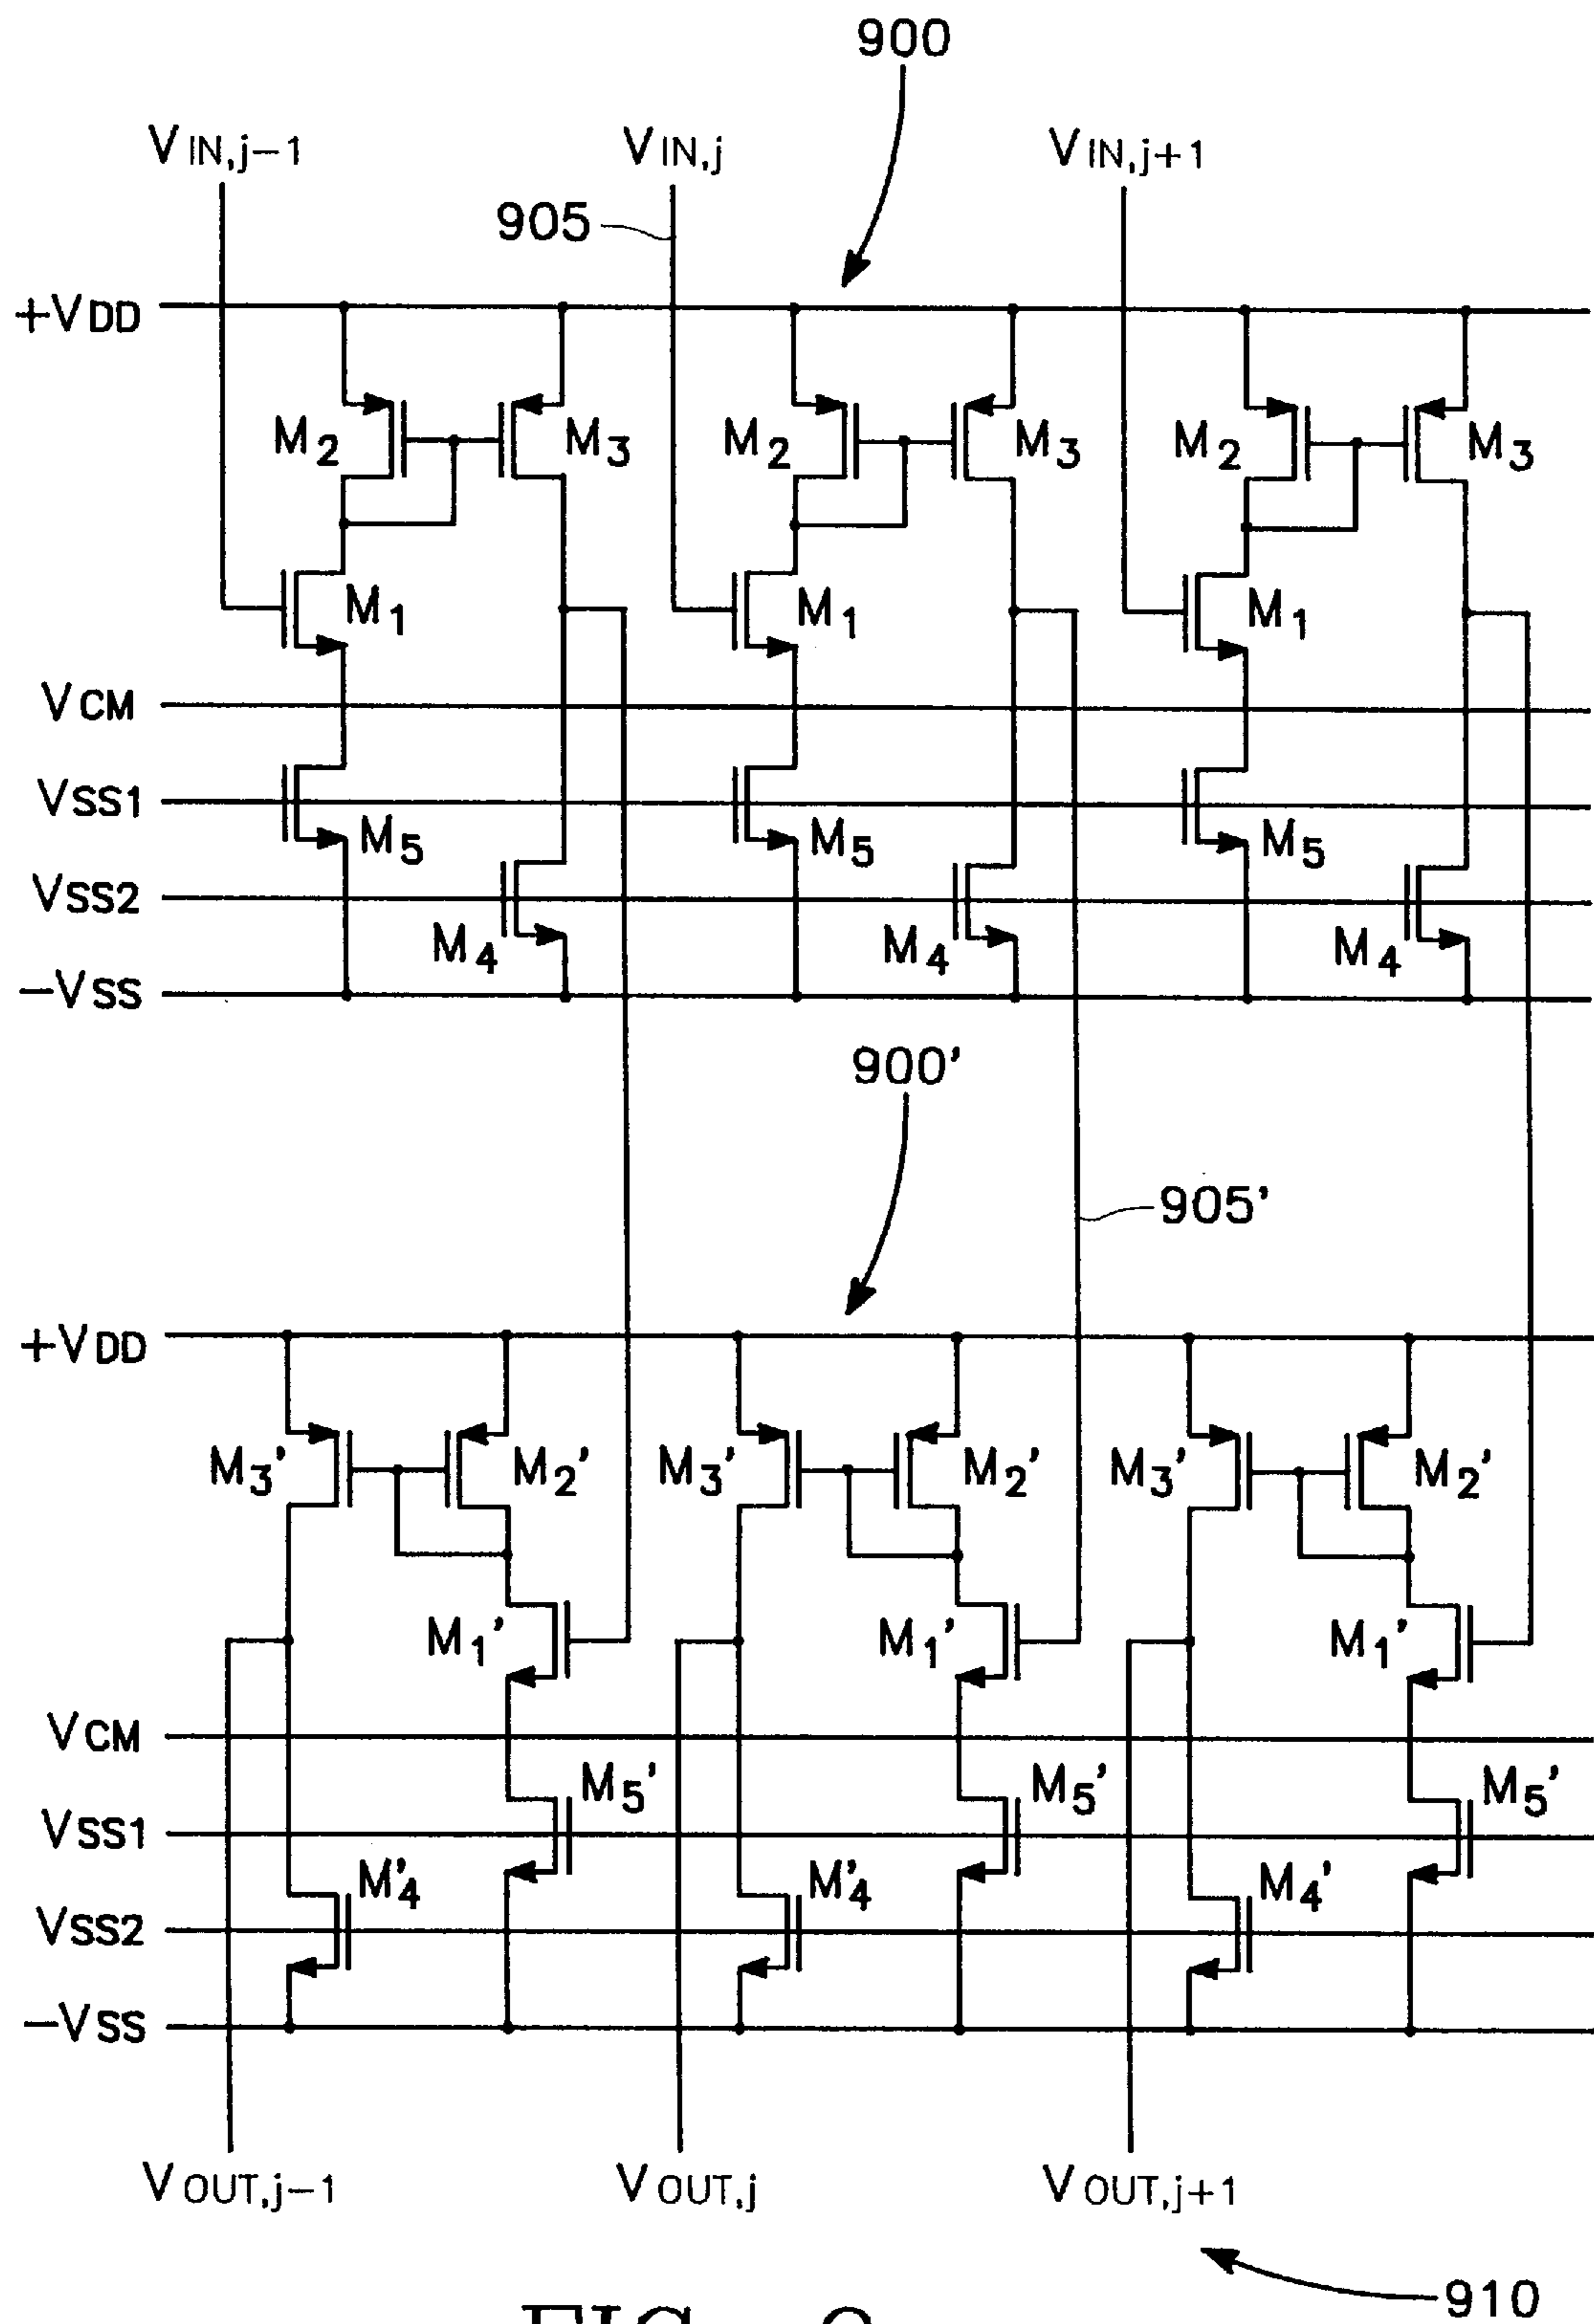 900
VIN,j−1 VIN,j VIN,j+1
905
+VDD
M2 M3 M2 M3 M2 M3
M1 M1 M1
VCM
VSS1
M5 M5 M5
VSS2
M4 M4 M4
−VSS
900'
905'
+VDD
M3' M2' M3' M2' M3' M2'
M1' M1' M1'
VCM
M5' M5' M5'
VSS1
M'4 M'4 M4'
VSS2
−VSS
VOUT,j−1 VOUT,j VOUT,j+1
910